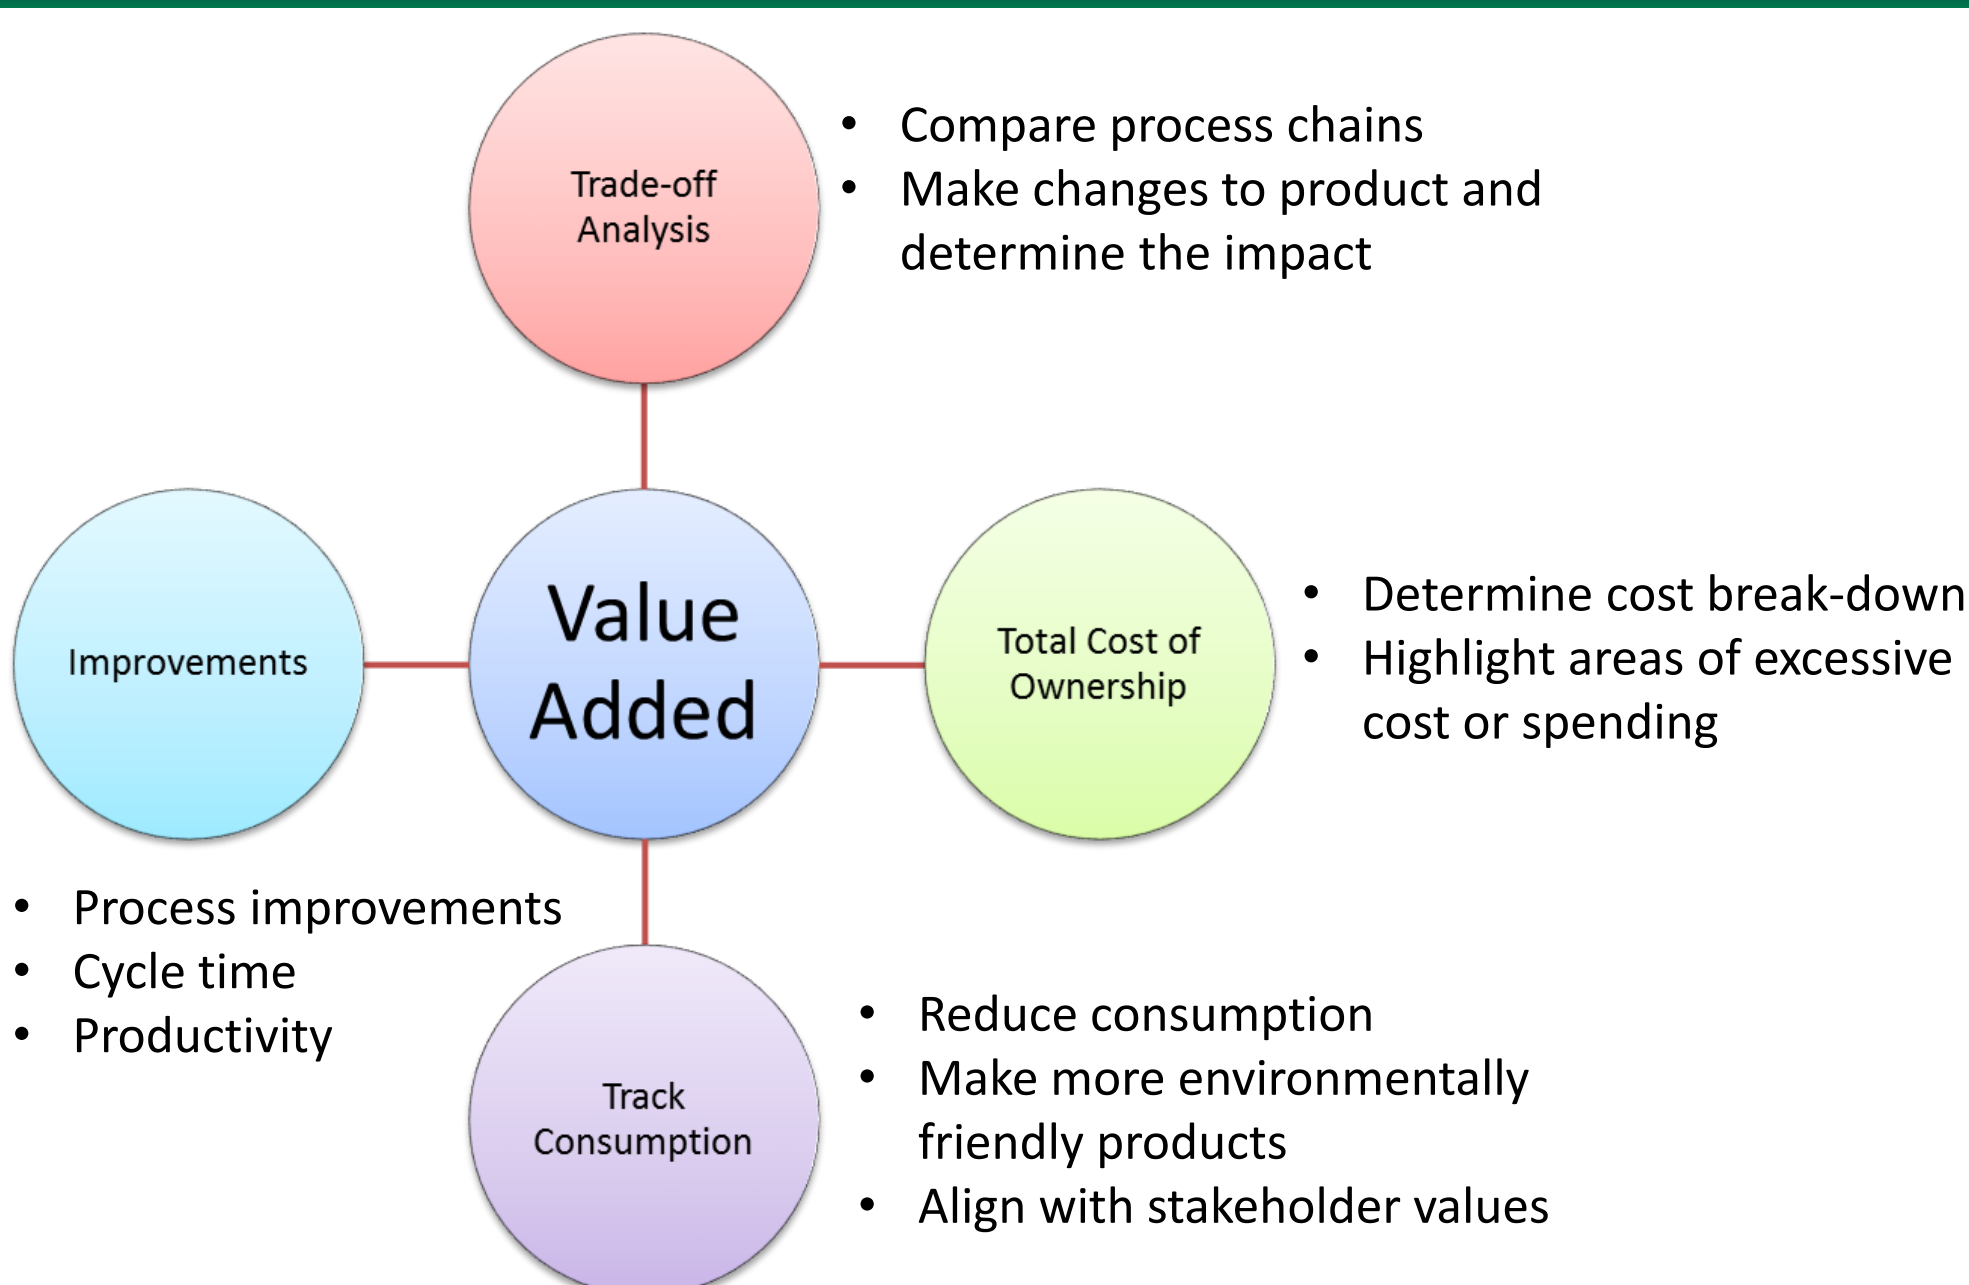 Trade-off
Analysis
• Compare process chains
• Make changes to product and
determine the impact
Improvements
Value
Added
Total Cost of
Ownership
• Determine cost break-down
• Highlight areas of excessive
cost or spending
• Process improvements
• Cycle time
• Productivity
Track
Consumption
• Reduce consumption
• Make more environmentally
friendly products
• Align with stakeholder values